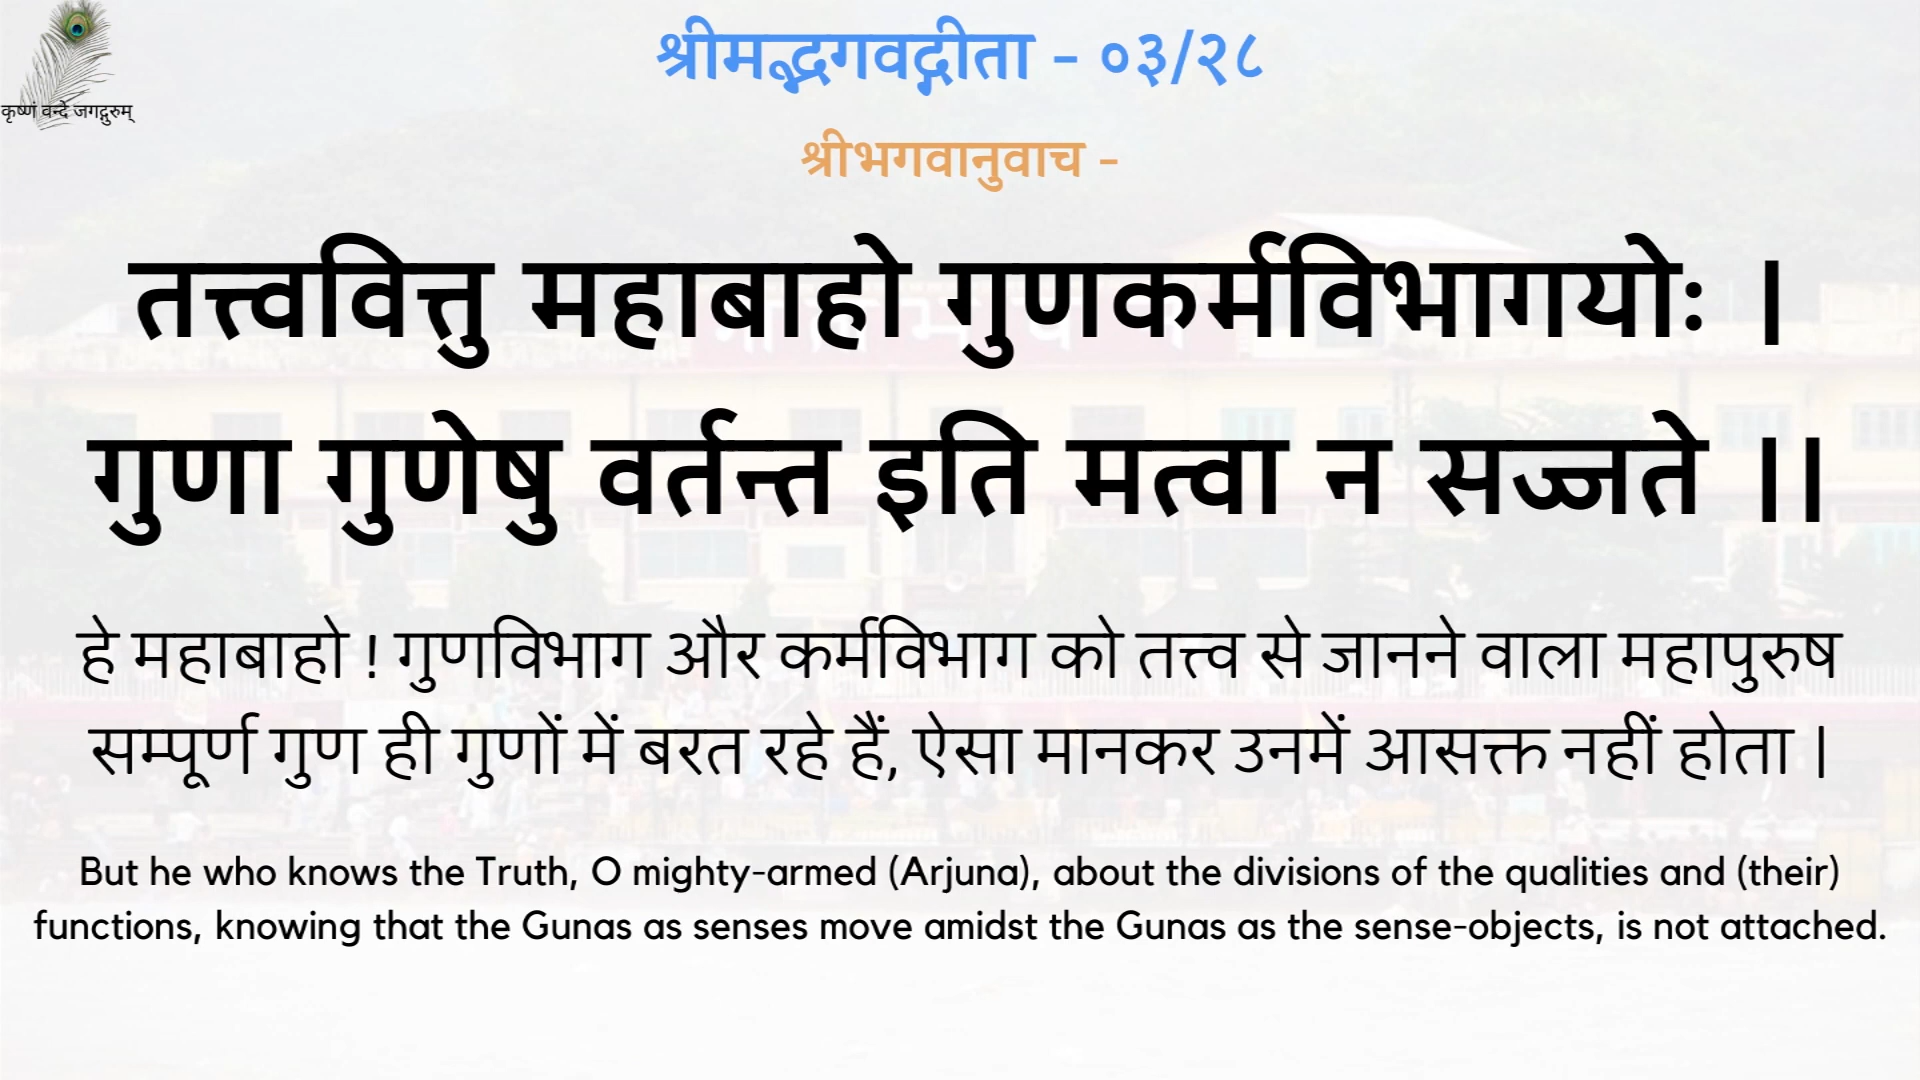 श्रीमद्भगवद्गीता - ०३/२८
कृष्णं वन्दे जगद्गुरुम्
श्रीभगवानुवाच -
तत्त्ववित्तु महाबाहो गुणकर्मविभागयोः ।
गुणा गुणेषु वर्तन्त इति मत्वा न सज्जते ।।
हे महाबाहो ! गुणविभाग और कर्मविभाग को तत्त्व से जानने वाला महापुरुष
सम्पूर्ण गुण ही गुणों में बरत रहे हैं, ऐसा मानकर उनमें आसक्त नहीं होता |
But he who knows the Truth, O mighty-armed (Arjuna), about the divisions of the qualities and (their)
functions, knowing that the Gunas as senses move amidst the Gunas as the sense-objects, is not attached.